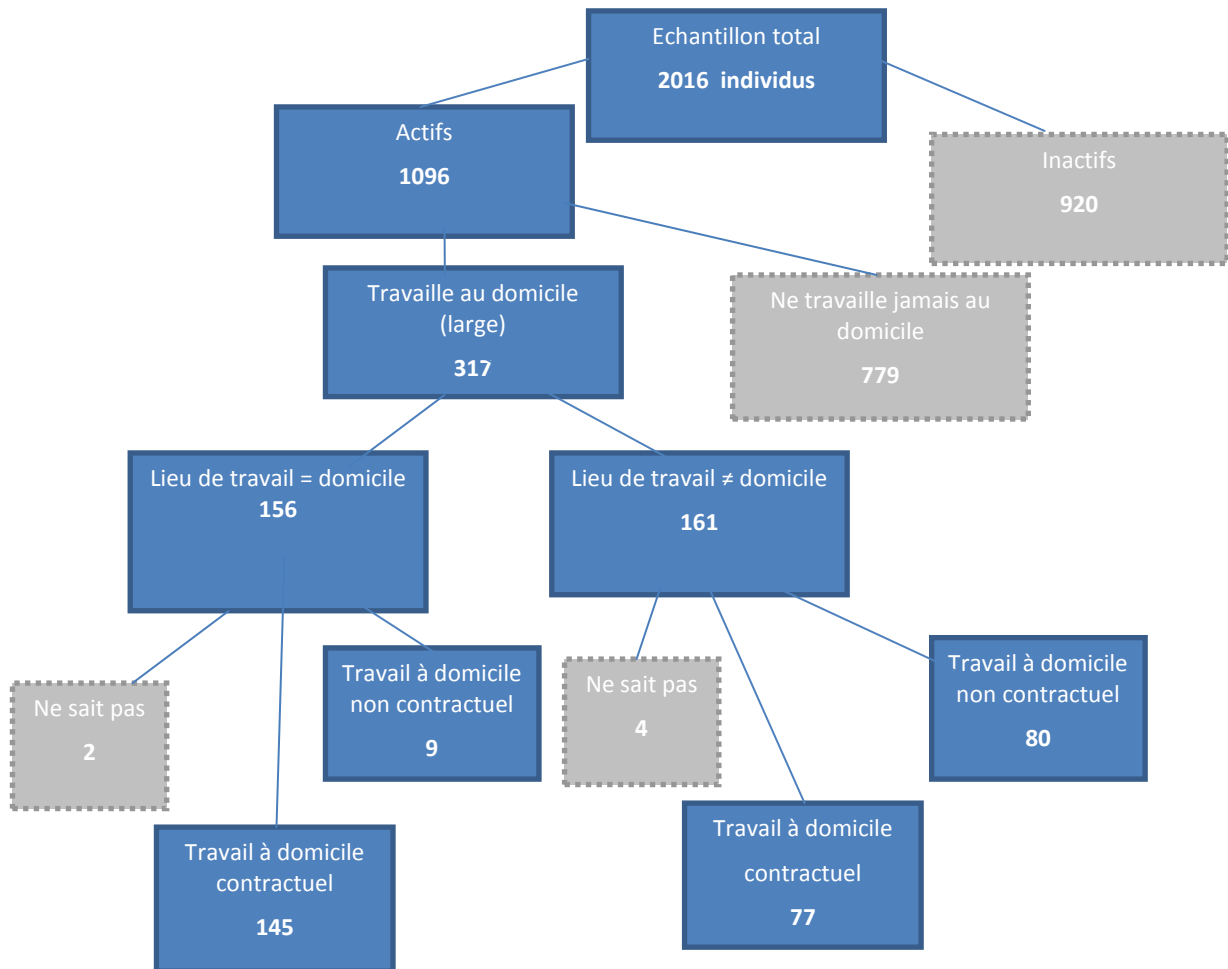 Echantillon total
2016 individus
Actifs
1096
Inactifs
920
Travaille au domicile
(large)
317
Ne travaille jamais au
domicile
779
Lieu de travail = domicile
156
Lieu de travail ≠ domicile
161
Ne sait pas
2
Travail à domicile
non contractuel
9
Ne sait pas
4
Travail à domicile
non contractuel
80
Travail à domicile
contractuel
145
Travail à domicile
contractuel
77